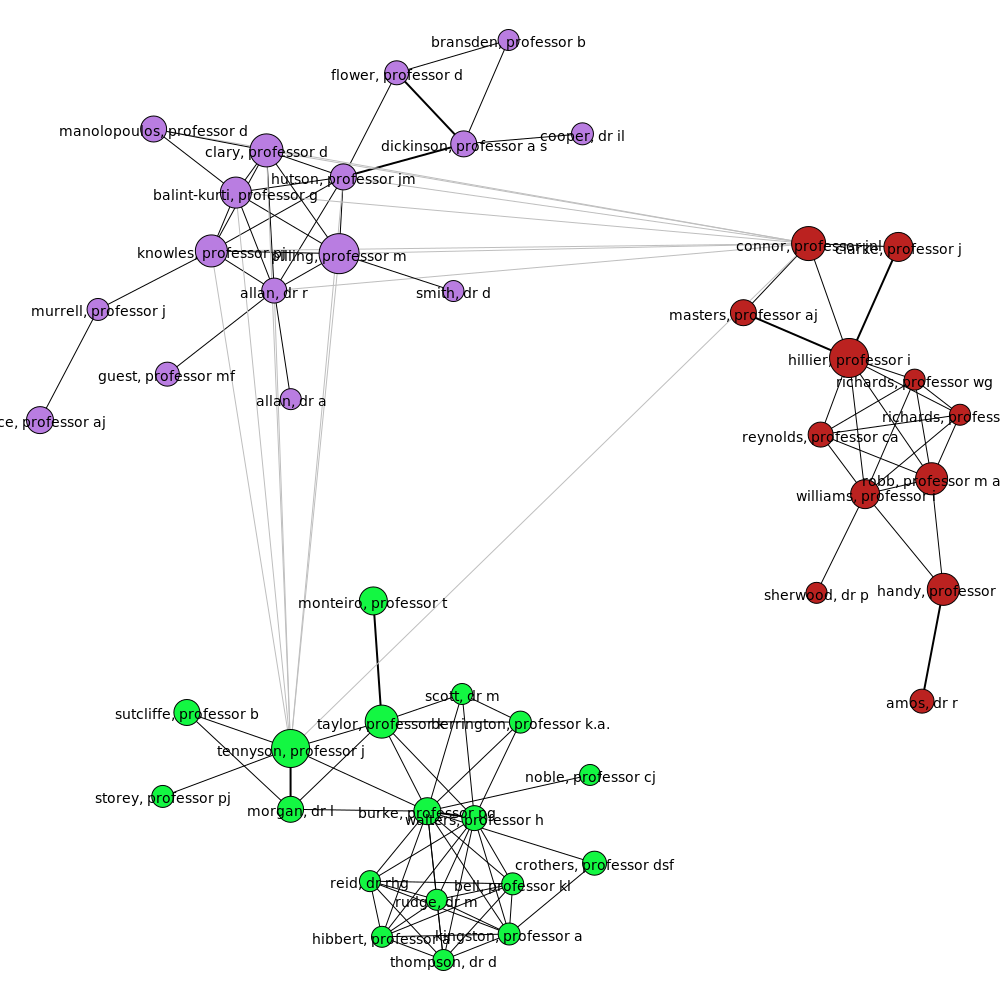 bransden, professor b
flower, professor d
manolopoulos, professor d
cooper, dr il
dickinson, professor a s
clary, professor d
hutson, professor jm
balint-kurti, professor g
connor, professor jnl
clarke, professor j
knowles, professor pj
pilling, professor m
allan, dr r
smith, dr d
murrell, professor j
masters, professor aj
hillier, professor i
guest, professor mf
richards, professor wg
allan, dr a
richards, profess
ce, professor aj
reynolds, professor ca
robb, professor m a
williams, professor i
sherwood, dr p
handy, professor
monteiro, professor t
scott, dr m
amos, dr r
sutcliffe, professor b
taylor, professor k
berrington, professor k.a.
tennyson, professor j
noble, professor cj
storey, professor pj
morgan, dr l
burke, professor pg
walters, professor h
crothers, professor dsf
reid, dr rhg
bell, professor kl
rudge, dr m
hibbert, professor a
kingston, professor a
thompson, dr d